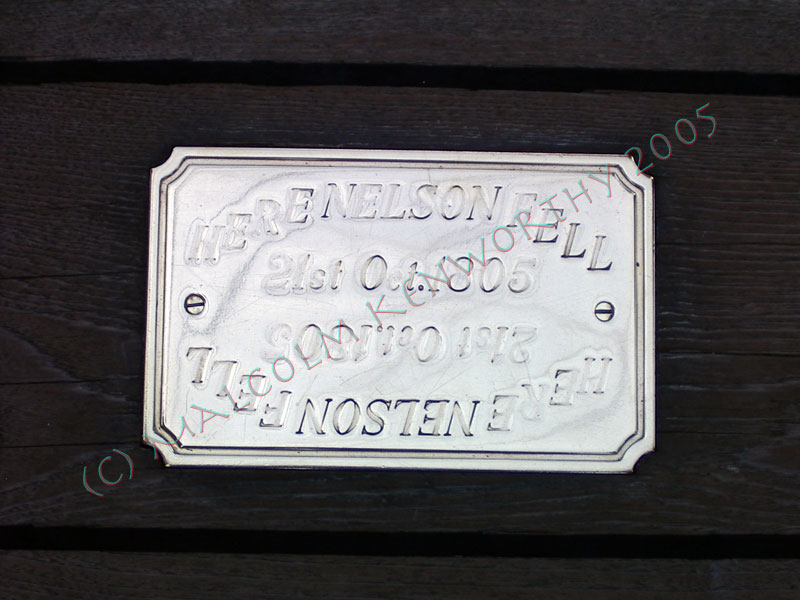 HERE NELSON FELL
21st Oct.1805
21st Oct.1805
HERE NELSON FELL
(C) MALCOLM KENWORTHY 2005